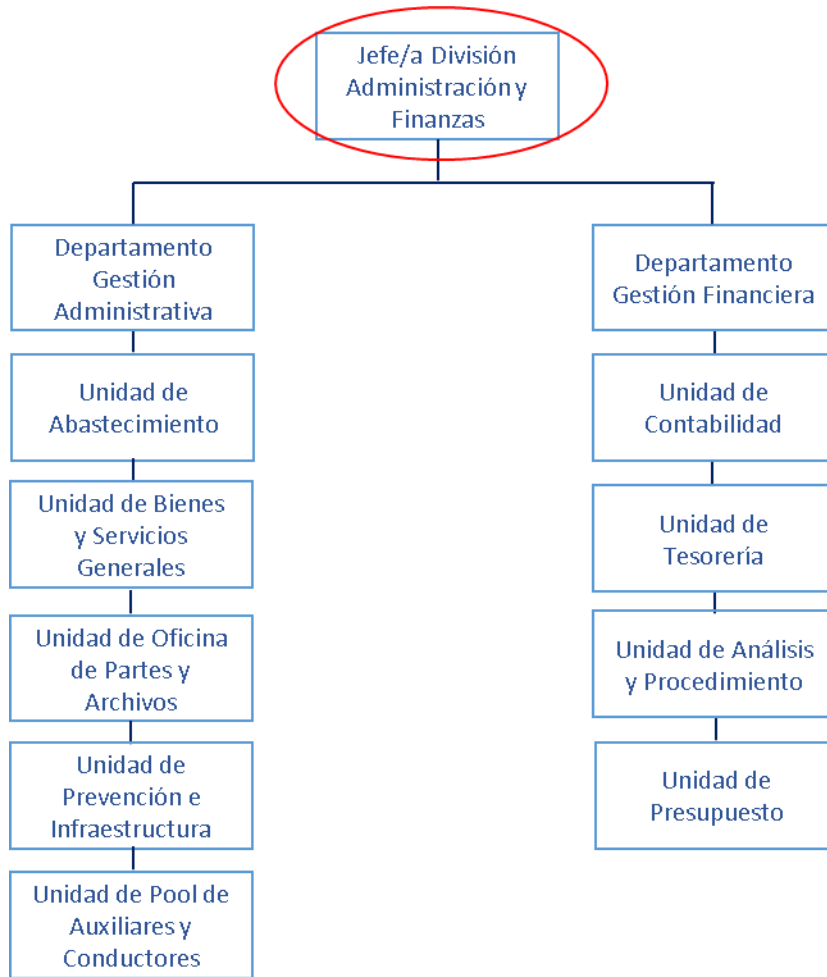 Jefe/a División
Administración y
Finanzas
Departamento
Gestión
Administrativa
Unidad de
Abastecimiento
Unidad de Bienes
y Servicios
Generales
Unidad de Oficina
de Partes y
Archivos
Unidad de
Prevención e
Infraestructura
Unidad de Pool de
Auxiliares y
Conductores
Departamento
Gestión Financiera
Unidad de
Contabilidad
Unidad de
Tesorería
Unidad de Análisis
y Procedimiento
Unidad de
Presupuesto